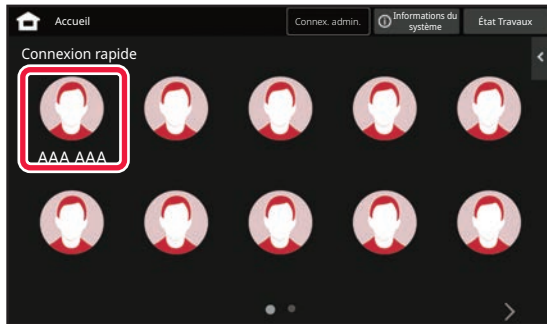 Accueil
Connex. admin.
Informations du
système
État Travaux
Connexion rapide
AAA AAA